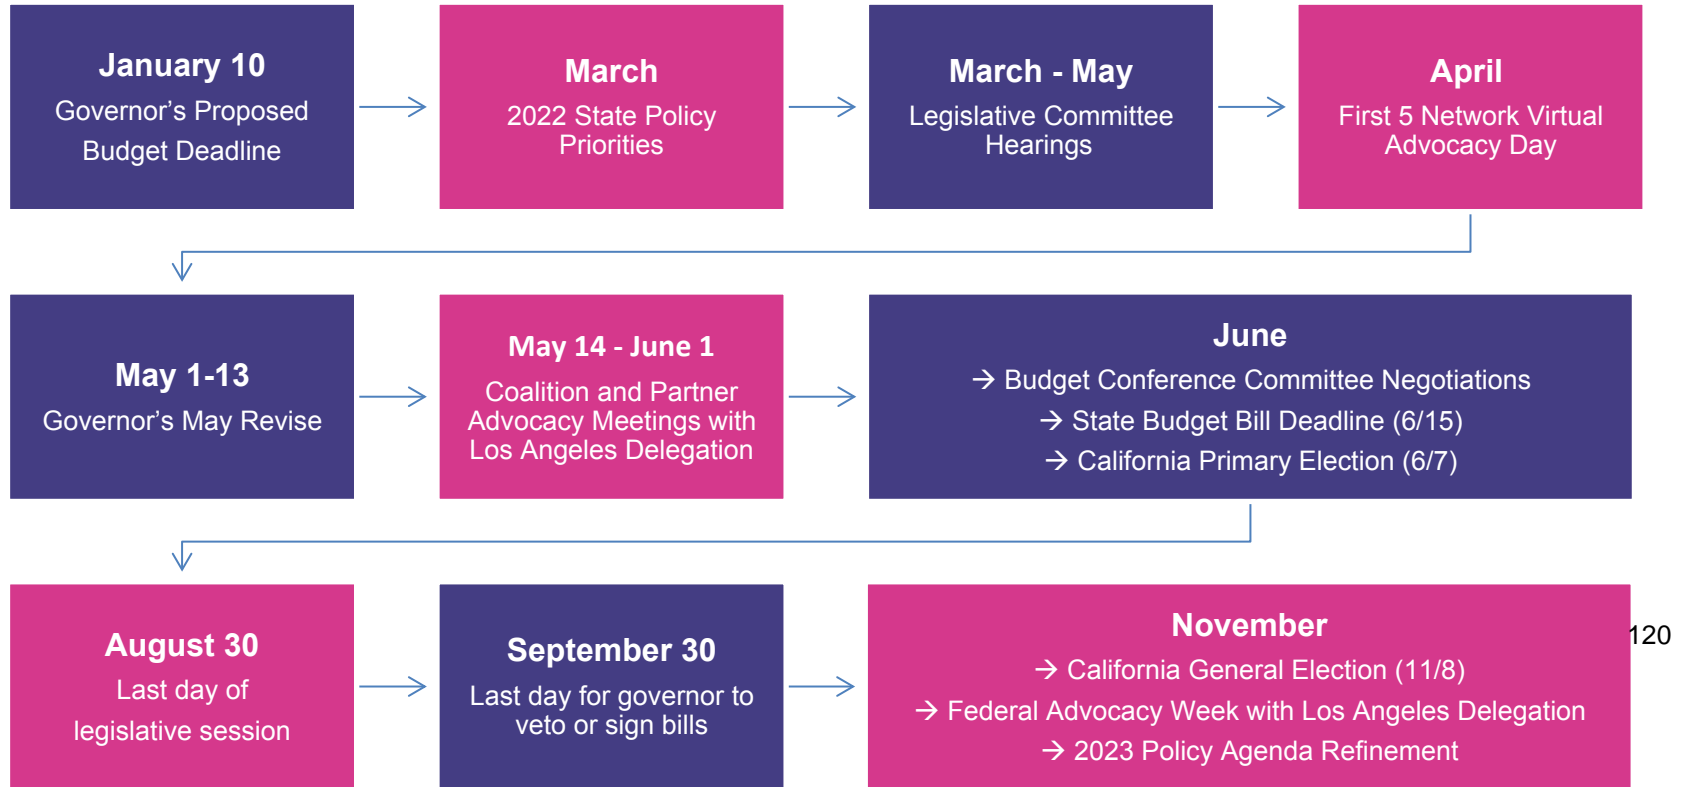 January 10
Governor’s Proposed
Budget Deadline
March
2022 State Policy
Priorities
March - May
Legislative Committee
Hearings
April
First 5 Network Virtual
Advocacy Day
May 1-13
Governor’s May Revise
May 14 - June 1
Coalition and Partner
Advocacy Meetings with
Los Angeles Delegation
June
→ Budget Conference Committee Negotiations
→ State Budget Bill Deadline (6/15)
→ California Primary Election (6/7)
August 30
Last day of
legislative session
September 30
Last day for governor to
veto or sign bills
November
→ California General Election (11/8)
→ Federal Advocacy Week with Los Angeles Delegation
→ 2023 Policy Agenda Refinement
120